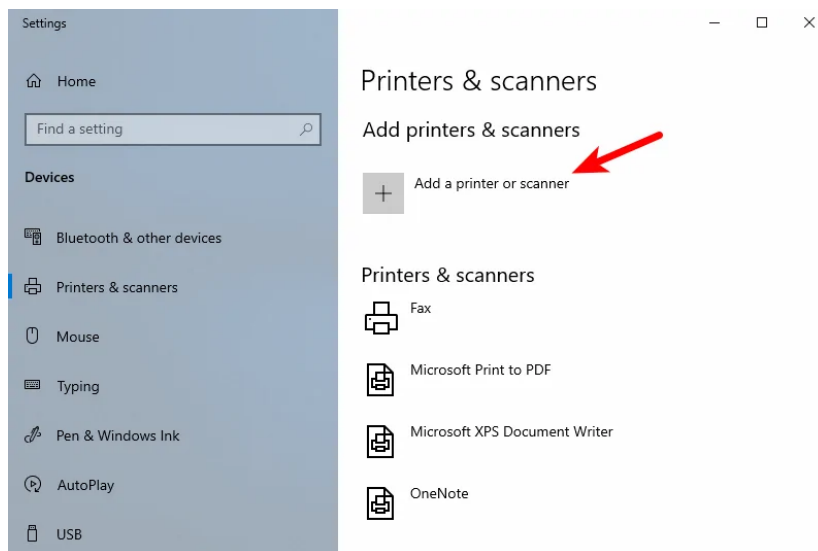 Settings
Home
Find a setting
Devices
Bluetooth & other devices
Printers & scanners
Mouse
Typing
Pen & Windows Ink
AutoPlay
USB
Printers & scanners
Add printers & scanners
Add a printer or scanner
Printers & scanners
Fax
Microsoft Print to PDF
Microsoft XPS Document Writer
OneNote